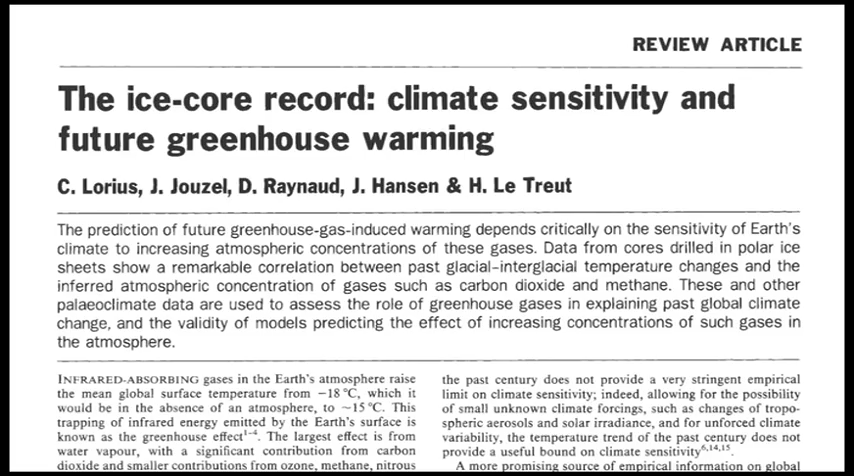 REVIEW ARTICLE
The ice-core record: climate sensitivity and
future greenhouse warming
C. Lorius, J. Jouzel, D. Raynaud, J. Hansen & H. Le Treut
The prediction of future greenhouse-gas-induced warming depends critically on the sensitivity of Earth's
climate to increasing atmospheric concentrations of these gases. Data from cores drilled in polar ice
sheets show a remarkable correlation between past glacial–interglacial temperature changes and the
inferred atmospheric concentration of gases such as carbon dioxide and methane. These and other
palaeoclimate data are used to assess the role of greenhouse gases in explaining past global climate
change, and the validity of models predicting the effect of increasing concentrations of such gases in
the atmosphere.
INFRARED-ABSORBING gases in the Earth's atmosphere raise
the mean global surface temperature from −18 °C, which it
would be in the absence of an atmosphere, to ~15 °C. This
trapping of infrared energy emitted by the Earth's surface is
known as the greenhouse effect1–4. The largest effect is from
water vapour, with a significant contribution from carbon
dioxide and smaller contributions from ozone, methane, nitrous
the past century does not provide a very stringent empirical
limit on climate sensitivity; indeed, allowing for the possibility
of small unknown climate forcings, such as changes of tropo-
spheric aerosols and solar irradiance, and for unforced climate
variability, the temperature trend of the past century does not
provide a useful bound on climate sensitivity6,14,15.
A more promising source of empirical information on global